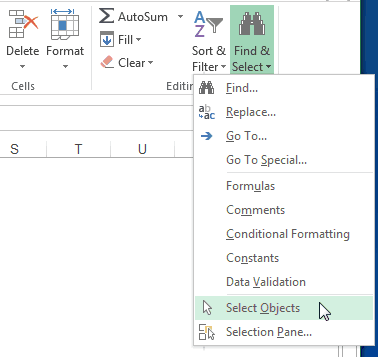 Delete
Format
Cells
AutoSum
Fill
Clear
Sort &
Filter
Find &
Select
S T U
Find...
Replace...
Go To...
Go To Special...
Formulas
Comments
Conditional Formatting
Constants
Data Validation
Select Objects
Selection Pane...